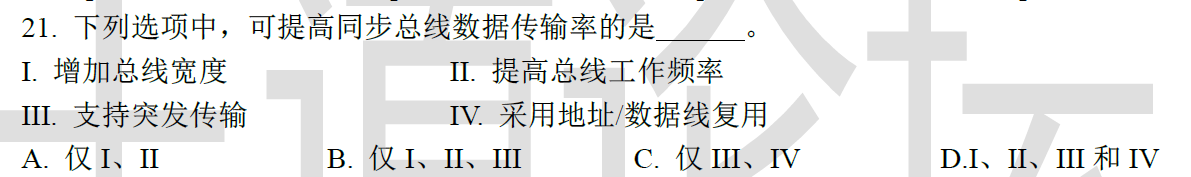 21. 下列选项中，可提高同步总线数据传输率的是______。
I. 增加总线宽度 II. 提高总线工作频率
III. 支持突发传输 IV. 采用地址/数据线复用
A. 仅 I、II B. 仅 I、II、III C. 仅 III、IV D.I、II、III 和 IV